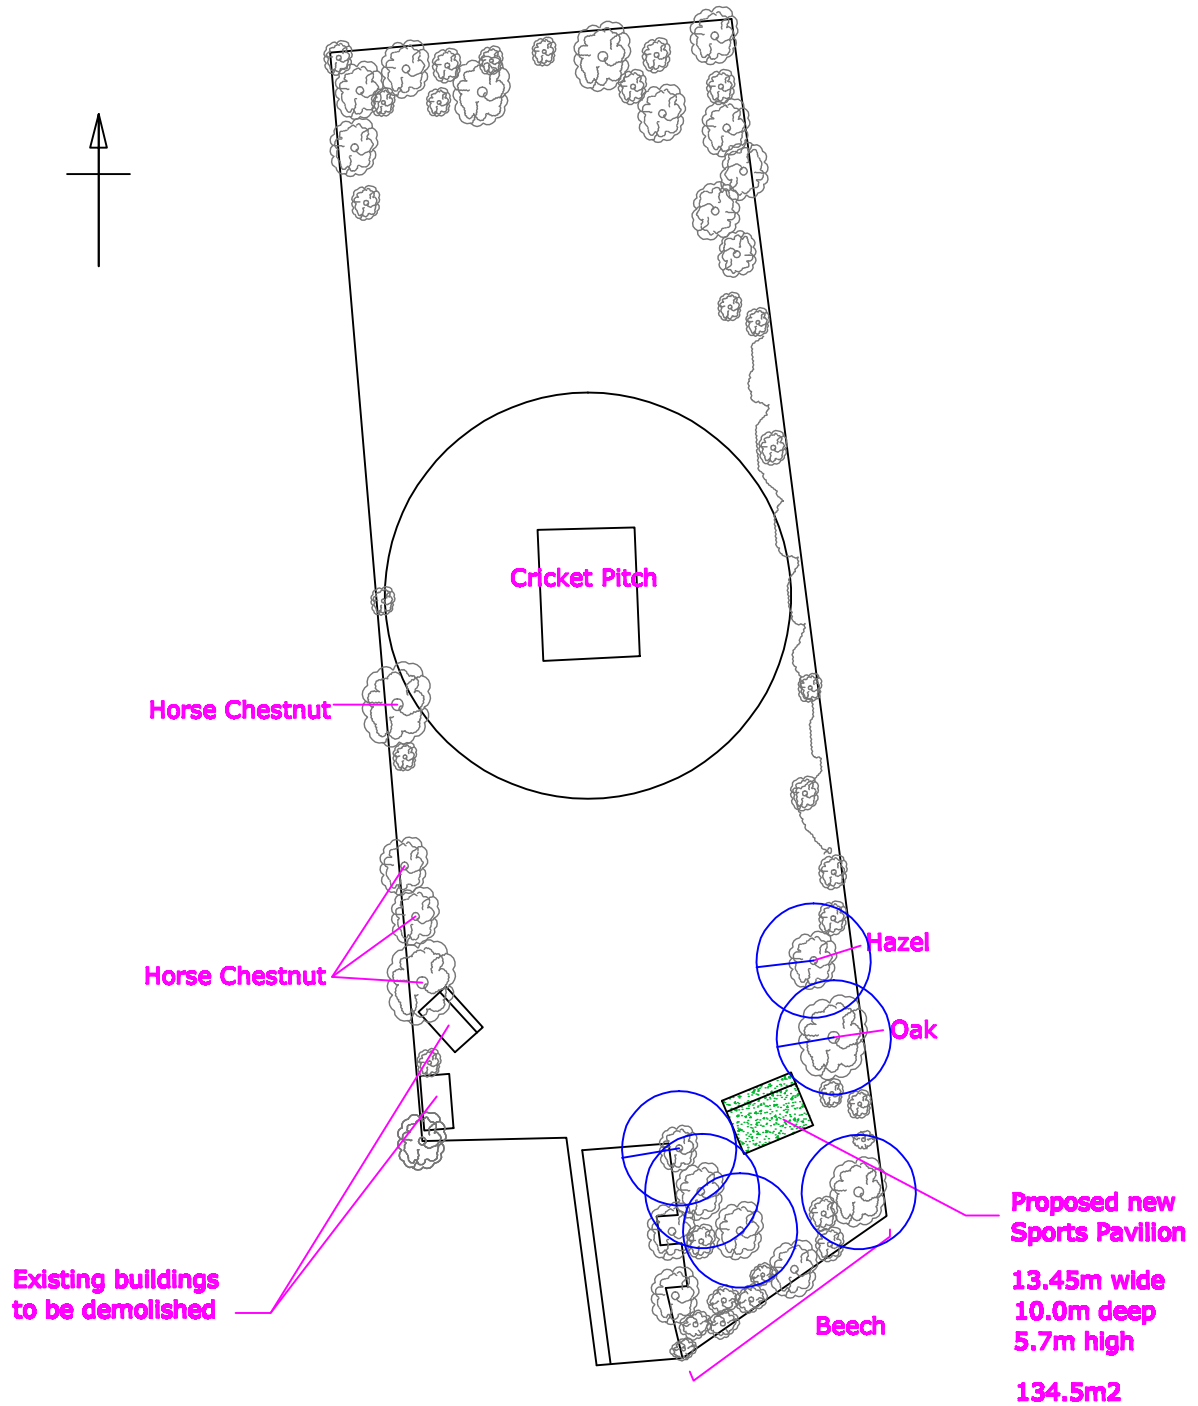 Cricket Pitch
Horse Chestnut
Hazel
Horse Chestnut
Oak
Proposed new
Sports Pavilion
13.45m wide
10.0m deep
5.7m high
134.5m2
Existing buildings
to be demolished
Beech